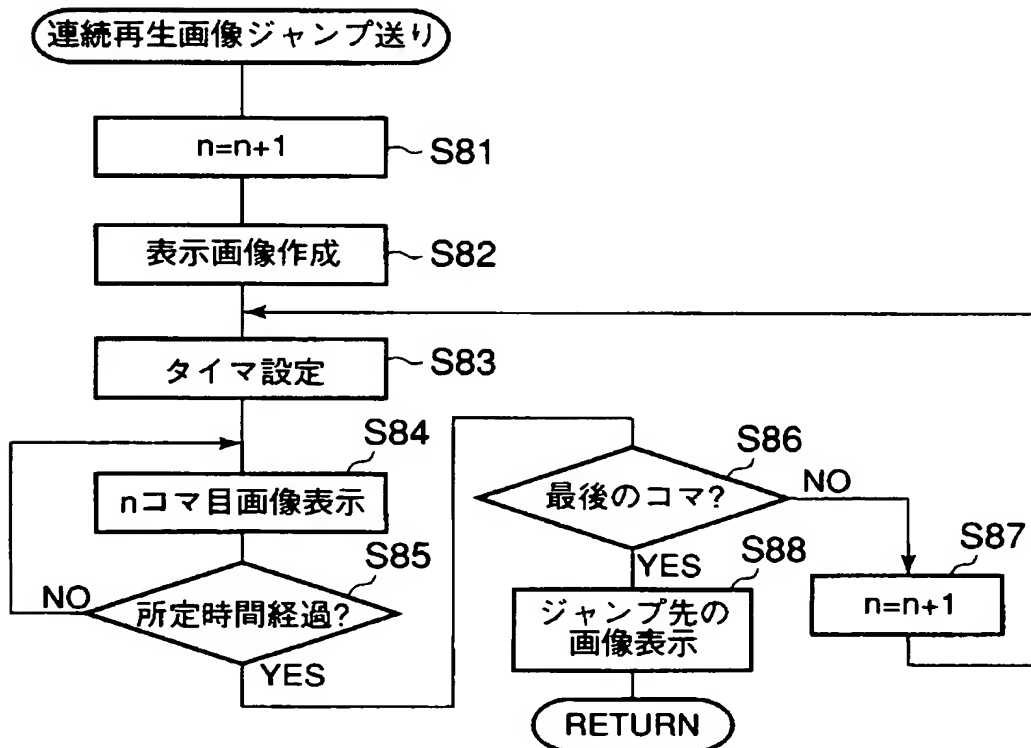 連続再生画像ジャンプ送り
n=n+1
S81
表示画像作成
S82
タイマ設定
S83
S84
nコマ目画像表示
S85
所定時間経過?
NO
YES
S86
最後のコマ?
NO
YES
S87
n=n+1
S88
ジャンプ先の
画像表示
RETURN